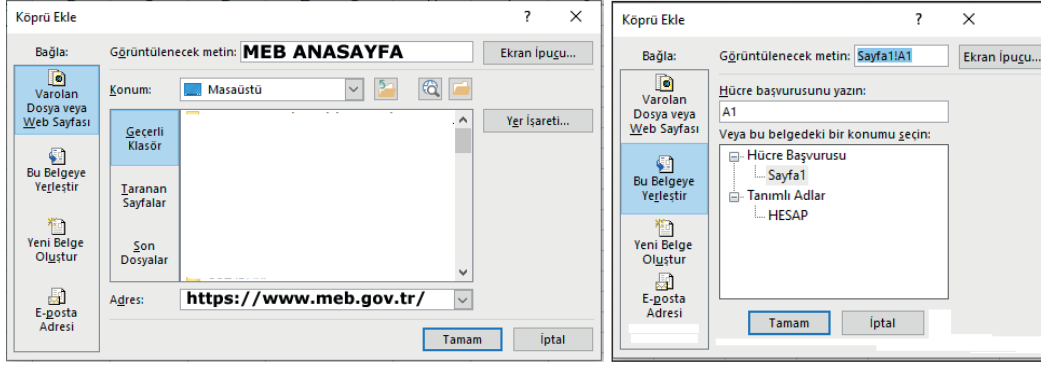 Köprü Ekle
Bağla:
Görüntülenecek metin: MEB ANASAYFA
Ekran İpucu...
Varolan
Dosya veya
Web Sayfası
Konum: Masaüstü
Geçerli
Klasör
Yer İşareti...
Bu Belgeye
Yerleştir
Taranan
Sayfalar
Yeni Belge
Oluştur
Son
Dosyalar
E-posta
Adresi
Adres: https://www.meb.gov.tr/
Tamam
İptal
Köprü Ekle
Bağla:
Görüntülenecek metin: Sayfa1!A1
Ekran İpucu...
Varolan
Dosya veya
Web Sayfası
Hücre başvurusunu yazın:
A1
Veya bu belgedeki bir konumu seçin:
Hücre Başvurusu
Sayfa1
Tanımlı Adlar
HESAP
Bu Belgeye
Yerleştir
Yeni Belge
Oluştur
E-posta
Adresi
Tamam
İptal